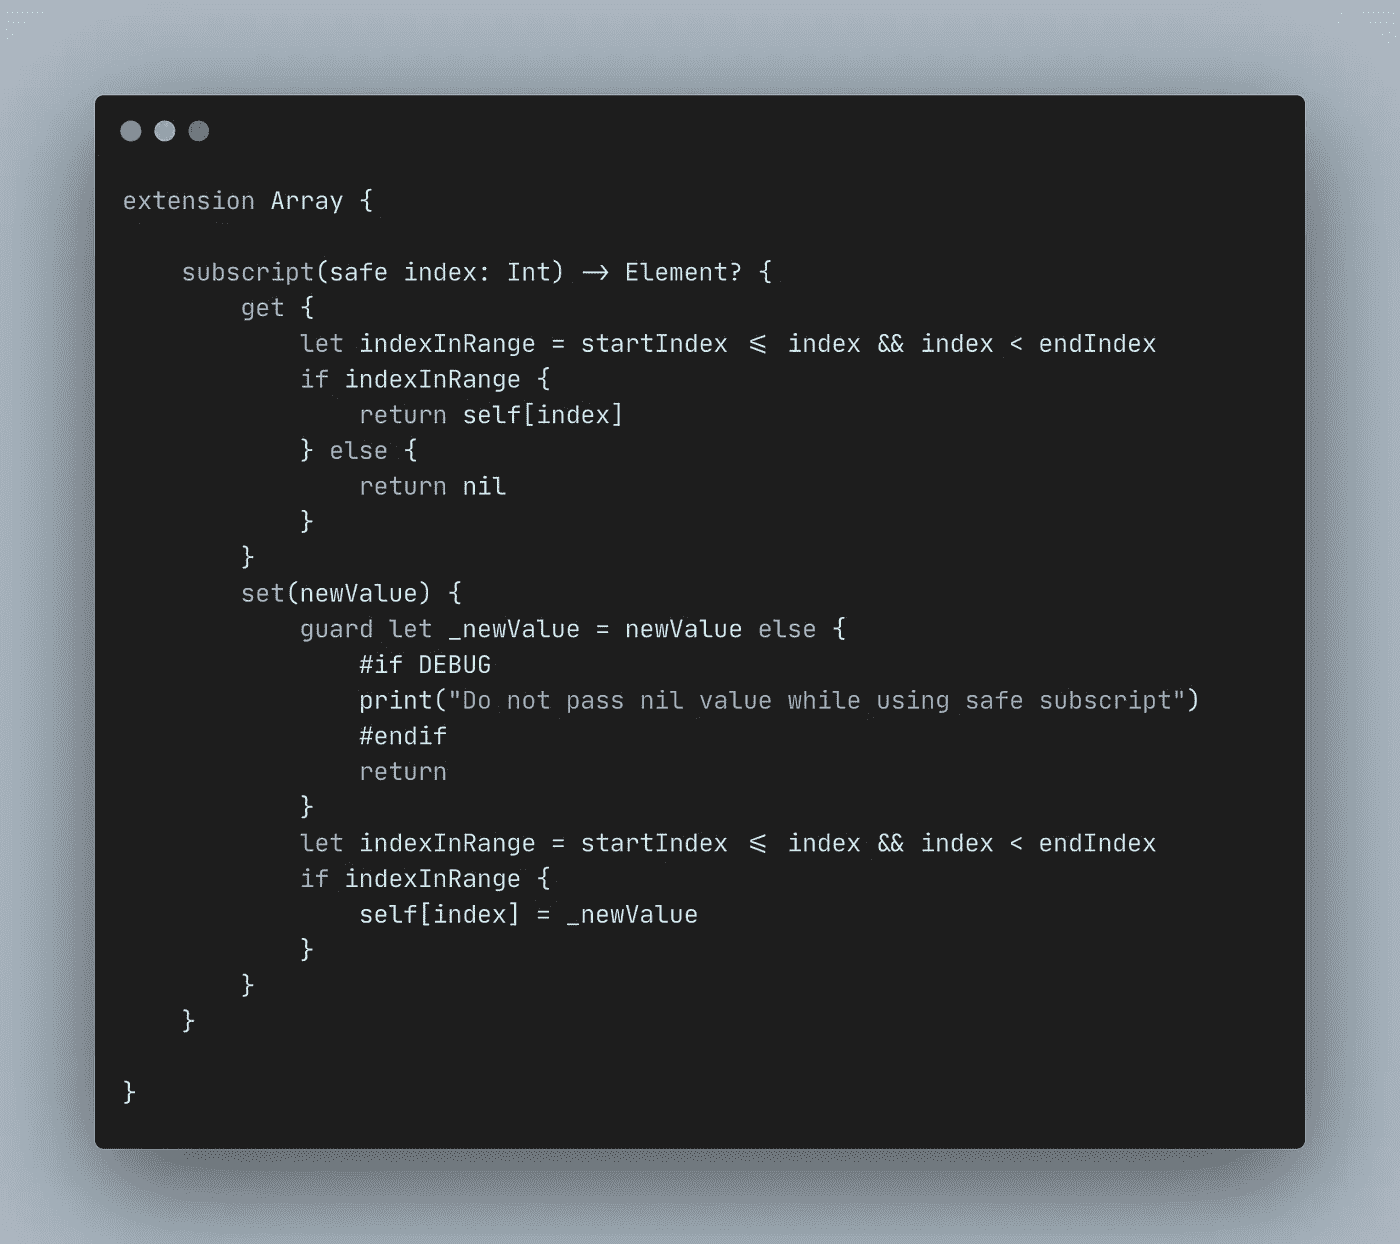 extension Array {
subscript(safe index: Int) -> Element? {
get {
let indexInRange = startIndex <= index && index < endIndex
if indexInRange {
return self[index]
} else {
return nil
}
}
set(newValue) {
guard let _newValue = newValue else {
#if DEBUG
print("Do not pass nil value while using safe subscript")
#endif
return
}
let indexInRange = startIndex <= index && index < endIndex
if indexInRange {
self[index] = _newValue
}
}
}
}